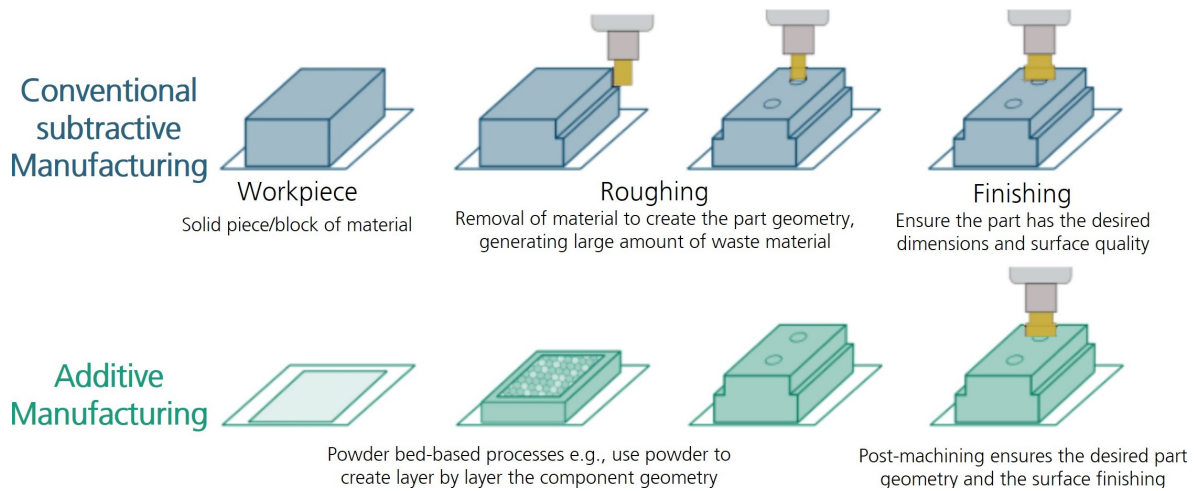 Conventional
subtractive
Manufacturing
Workpiece
Solid piece/block of material
Roughing
Removal of material to create the part geometry,
generating large amount of waste material
Finishing
Ensure the part has the desired
dimensions and surface quality
Additive
Manufacturing
Powder bed-based processes e.g., use powder to
create layer by layer the component geometry
Post-machining ensures the desired part
geometry and the surface finishing